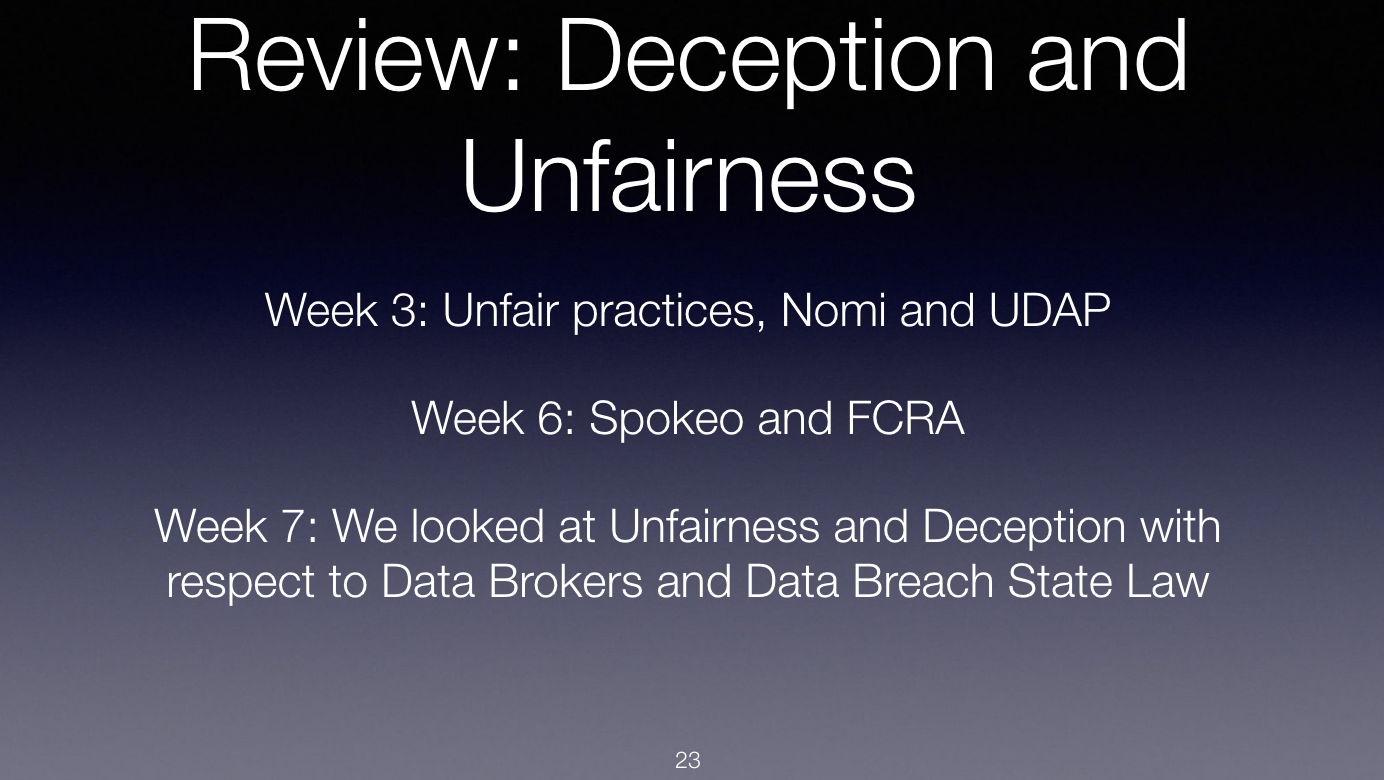 Review: Deception and
Unfairness
Week 3: Unfair practices, Nomi and UDAP
Week 6: Spokeo and FCRA
Week 7: We looked at Unfairness and Deception with
respect to Data Brokers and Data Breach State Law
23